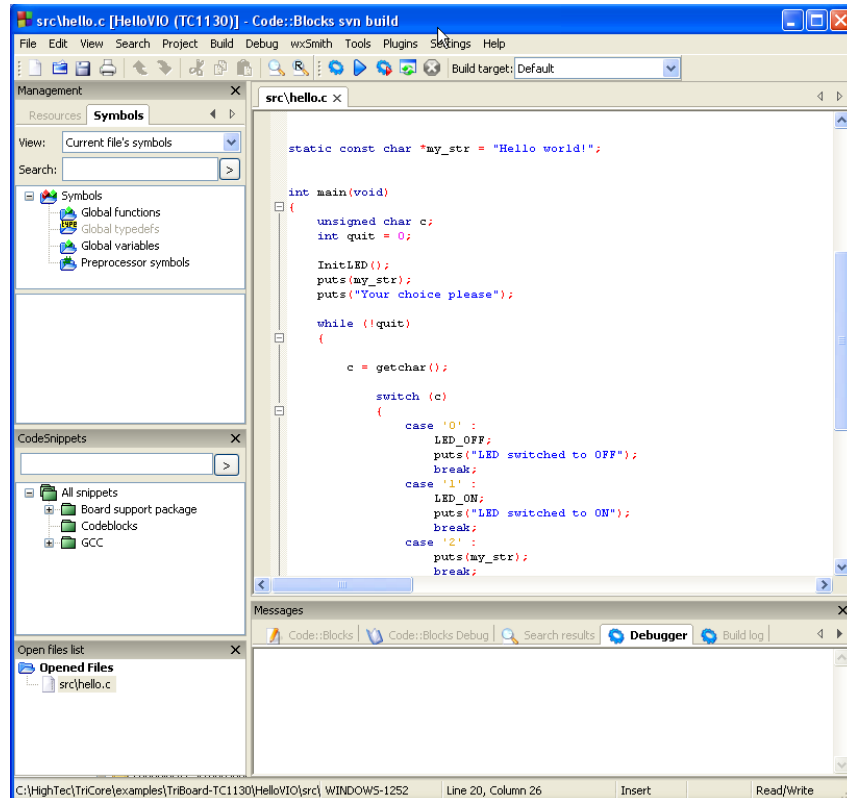 src\hello.c [HelloVIO (TC1130)] - Code::Blocks svn build
File Edit View Search Project Build Debug wxSmith Tools Plugins Settings Help
Build target: Default
Management
Resources Symbols
View: Current file's symbols
Search: >
Symbols
Global functions
Global typedefs
Global variables
Preprocessor symbols
CodeSnippets
>
All snippets
Board support package
Codeblocks
GCC
Open files list
Opened Files
src\hello.c
src\hello.c
static const char *my_str = "Hello world!";
int main(void)
{
unsigned char c;
int quit = 0;
InitLED();
puts(my_str);
puts("Your choice please");
while (!quit)
{
c = getchar();
switch (c)
{
case '0' :
LED_OFF;
puts("LED switched to OFF");
break;
case '1' :
LED_ON;
puts("LED switched to ON");
break;
case '2' :
puts(my_str);
break;
Messages
Code::Blocks Code::Blocks Debug Search results Debugger Build log
C:\HighTec\TriCore\examples\TriBoard-TC1130\HelloVIO\src\ WINDOWS-1252 Line 20, Column 26 Insert Read/Write